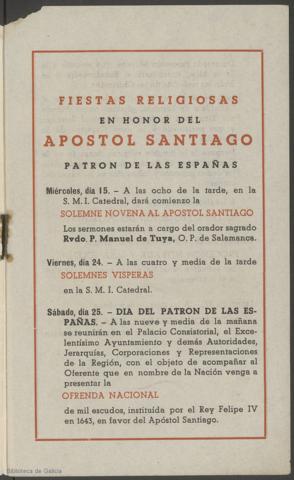 FIESTAS RELIGIOSAS
EN HONOR DEL
APOSTOL SANTIAGO
PATRON DE LAS ESPAÑAS
Miércoles, día 15. – A las ocho de la tarde, en la
S. M. I. Catedral, dará comienzo la
SOLEMNE NOVENA AL APOSTOL SANTIAGO
Los sermones estarán a cargo del orador sagrado
Rvdo. P. Manuel de Tuya, O. P. de Salamanca.
Viernes, día 24. – A las cuatro y media de la tarde
SOLEMNES VISPERAS
en la S. M. I. Catedral.
Sábado, día 25. – DIA DEL PATRON DE LAS ES-
PAÑAS. – A las nueve y media de la mañana
se reunirán en el Palacio Consistorial, el Exce-
lentísimo Ayuntamiento y demás Autoridades,
Jerarquías, Corporaciones y Representaciones
de la Región, con el objeto de acompañar al
Oferente que en nombre de la Nación venga a
presentar la
OFRENDA NACIONAL
de mil escudos, instituída por el Rey Felipe IV
en 1643, en favor del Apóstol Santiago.
Biblioteca de Galicia